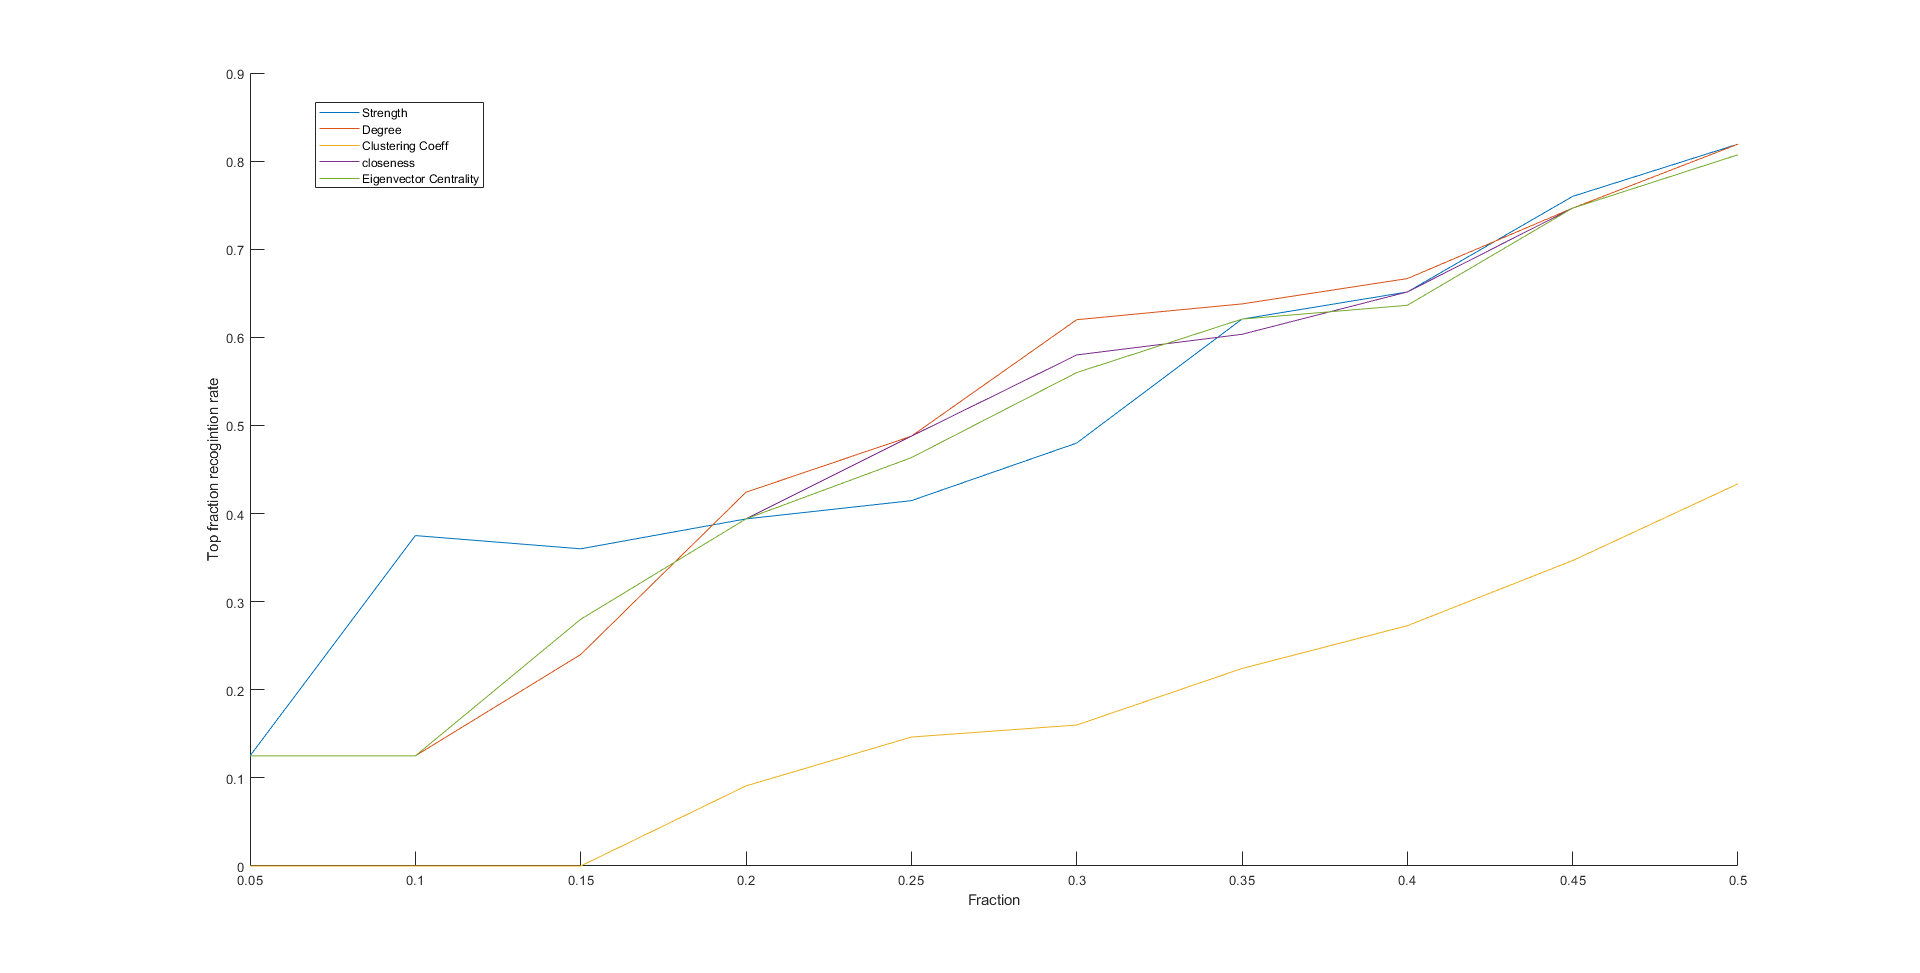 0.9
0.8
0.7
0.6
0.5
0.4
0.3
0.2
0.1
0
Top fraction recogintion rate
Strength
Degree
Clustering Coeff
closeness
Eigenvector Centrality
0.05 0.1 0.15 0.2 0.25 0.3 0.35 0.4 0.45 0.5
Fraction